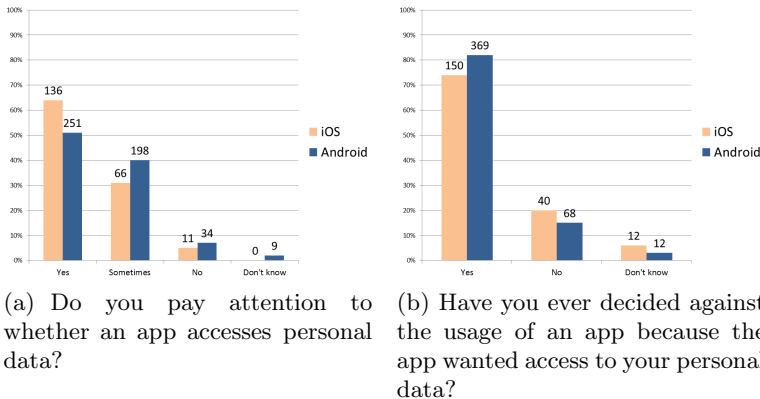 100%
90%
80%
70%
60%
50%
40%
30%
20%
10%
0%
136
251
66
198
11
34
0
9
Yes
Sometimes
No
Don't know
iOS
Android
(a) Do you pay attention to
whether an app accesses personal
data?
100%
90%
80%
70%
60%
50%
40%
30%
20%
10%
0%
150
369
40
68
12
12
Yes
No
Don't know
iOS
Android
(b) Have you ever decided against
the usage of an app because the
app wanted access to your personal
data?